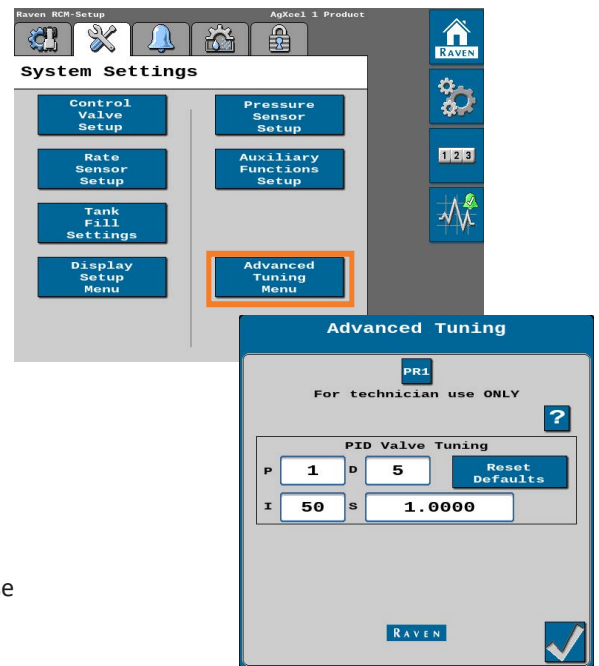 Raven RCM-Setup AgXcel 1 Product
RAVEN
System Settings
Control
Valve
Setup
Pressure
Sensor
Setup
Rate
Sensor
Setup
Auxiliary
Functions
Setup
1 2 3
Tank
Fill
Settings
Display
Setup
Menu
Advanced
Tuning
Menu
Advanced Tuning
PR1
For technician use ONLY
?
PID Valve Tuning
P 1 D 5
Reset
Defaults
I 50 S 1.0000
RAVEN